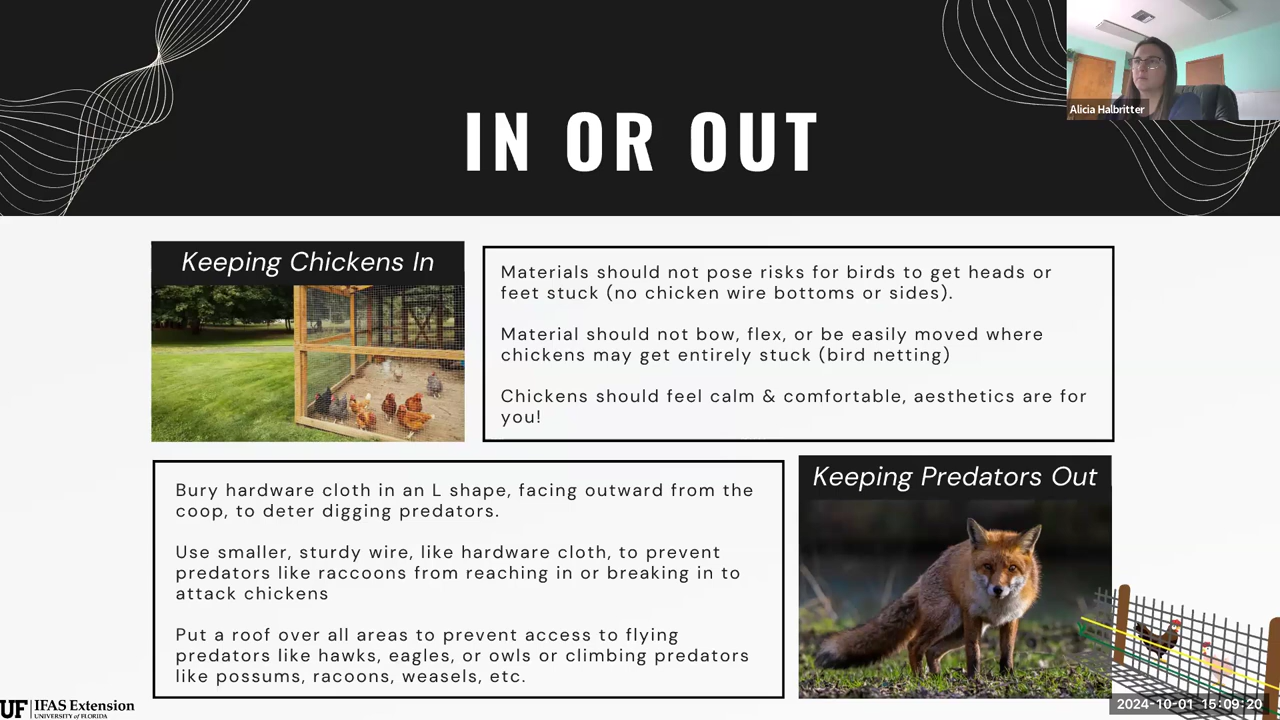 Alicia Halbritter
IN OR OUT
Keeping Chickens In
Materials should not pose risks for birds to get heads or
feet stuck (no chicken wire bottoms or sides).
Material should not bow, flex, or be easily moved where
chickens may get entirely stuck (bird netting)
Chickens should feel calm & comfortable, aesthetics are for
you!
Bury hardware cloth in an L shape, facing outward from the
coop, to deter digging predators.
Use smaller, sturdy wire, like hardware cloth, to prevent
predators like raccoons from reaching in or breaking in to
attack chickens
Put a roof over all areas to prevent access to flying
predators like hawks, eagles, or owls or climbing predators
like possums, racoons, weasels, etc.
Keeping Predators Out
UF IFAS Extension
UNIVERSITY of FLORIDA
2024-10-01 15:09:20